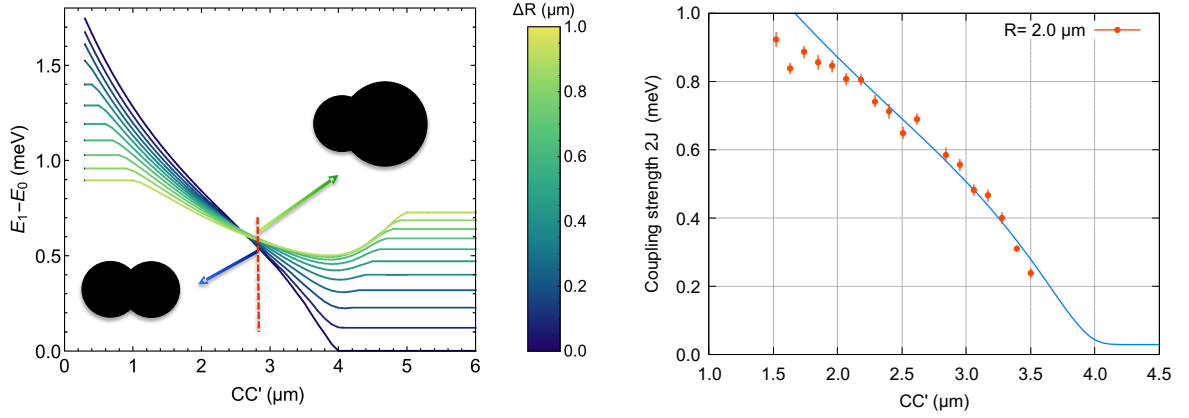 ΔR (μm)
1.0
0.8
0.6
0.4
0.2
0.0
E₁−E₀ (meV)
1.5
1.0
0.5
0.0
0 1 2 3 4 5 6
CC' (μm)
R= 2.0 μm
Coupling strength 2J (meV)
1.0
0.8
0.6
0.4
0.2
0.0
1.0 1.5 2.0 2.5 3.0 3.5 4.0 4.5
CC' (μm)